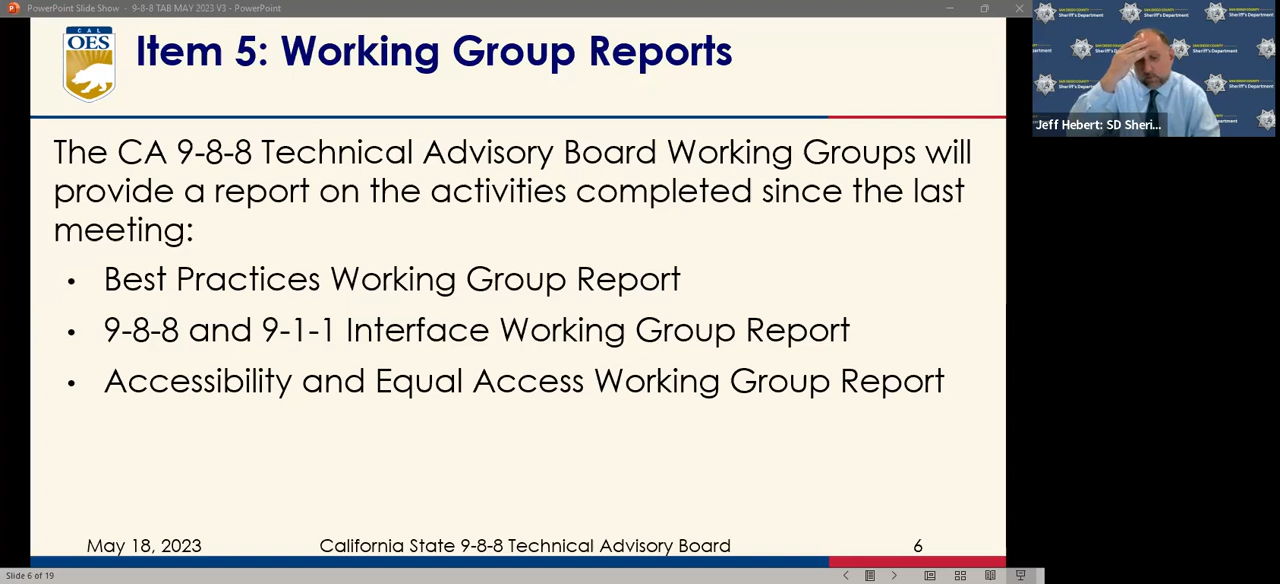 PowerPoint Slide Show - 9-8-8 TAB MAY 2023 V3 - PowerPoint
CAL
OES
Item 5: Working Group Reports
The CA 9-8-8 Technical Advisory Board Working Groups will
provide a report on the activities completed since the last
meeting:
• Best Practices Working Group Report
• 9-8-8 and 9-1-1 Interface Working Group Report
• Accessibility and Equal Access Working Group Report
May 18, 2023 California State 9-8-8 Technical Advisory Board 6
Slide 6 of 19
Sheriff's Department
Jeff Hebert: SD Sheri...